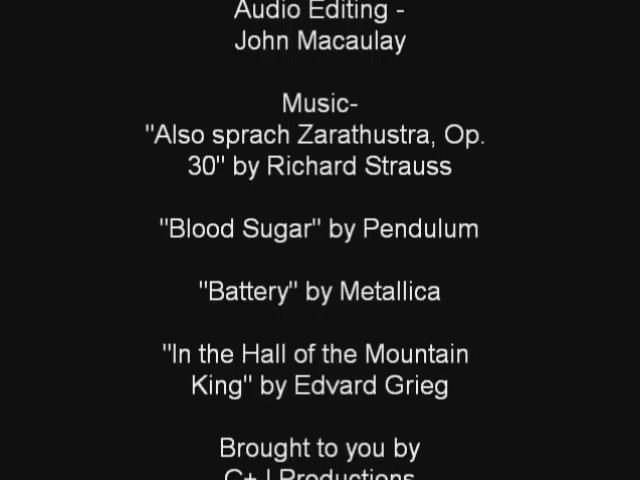 Audio Editing -
John Macaulay
Music-
"Also sprach Zarathustra, Op.
30" by Richard Strauss
"Blood Sugar" by Pendulum
"Battery" by Metallica
"In the Hall of the Mountain
King" by Edvard Grieg
Brought to you by
Productions